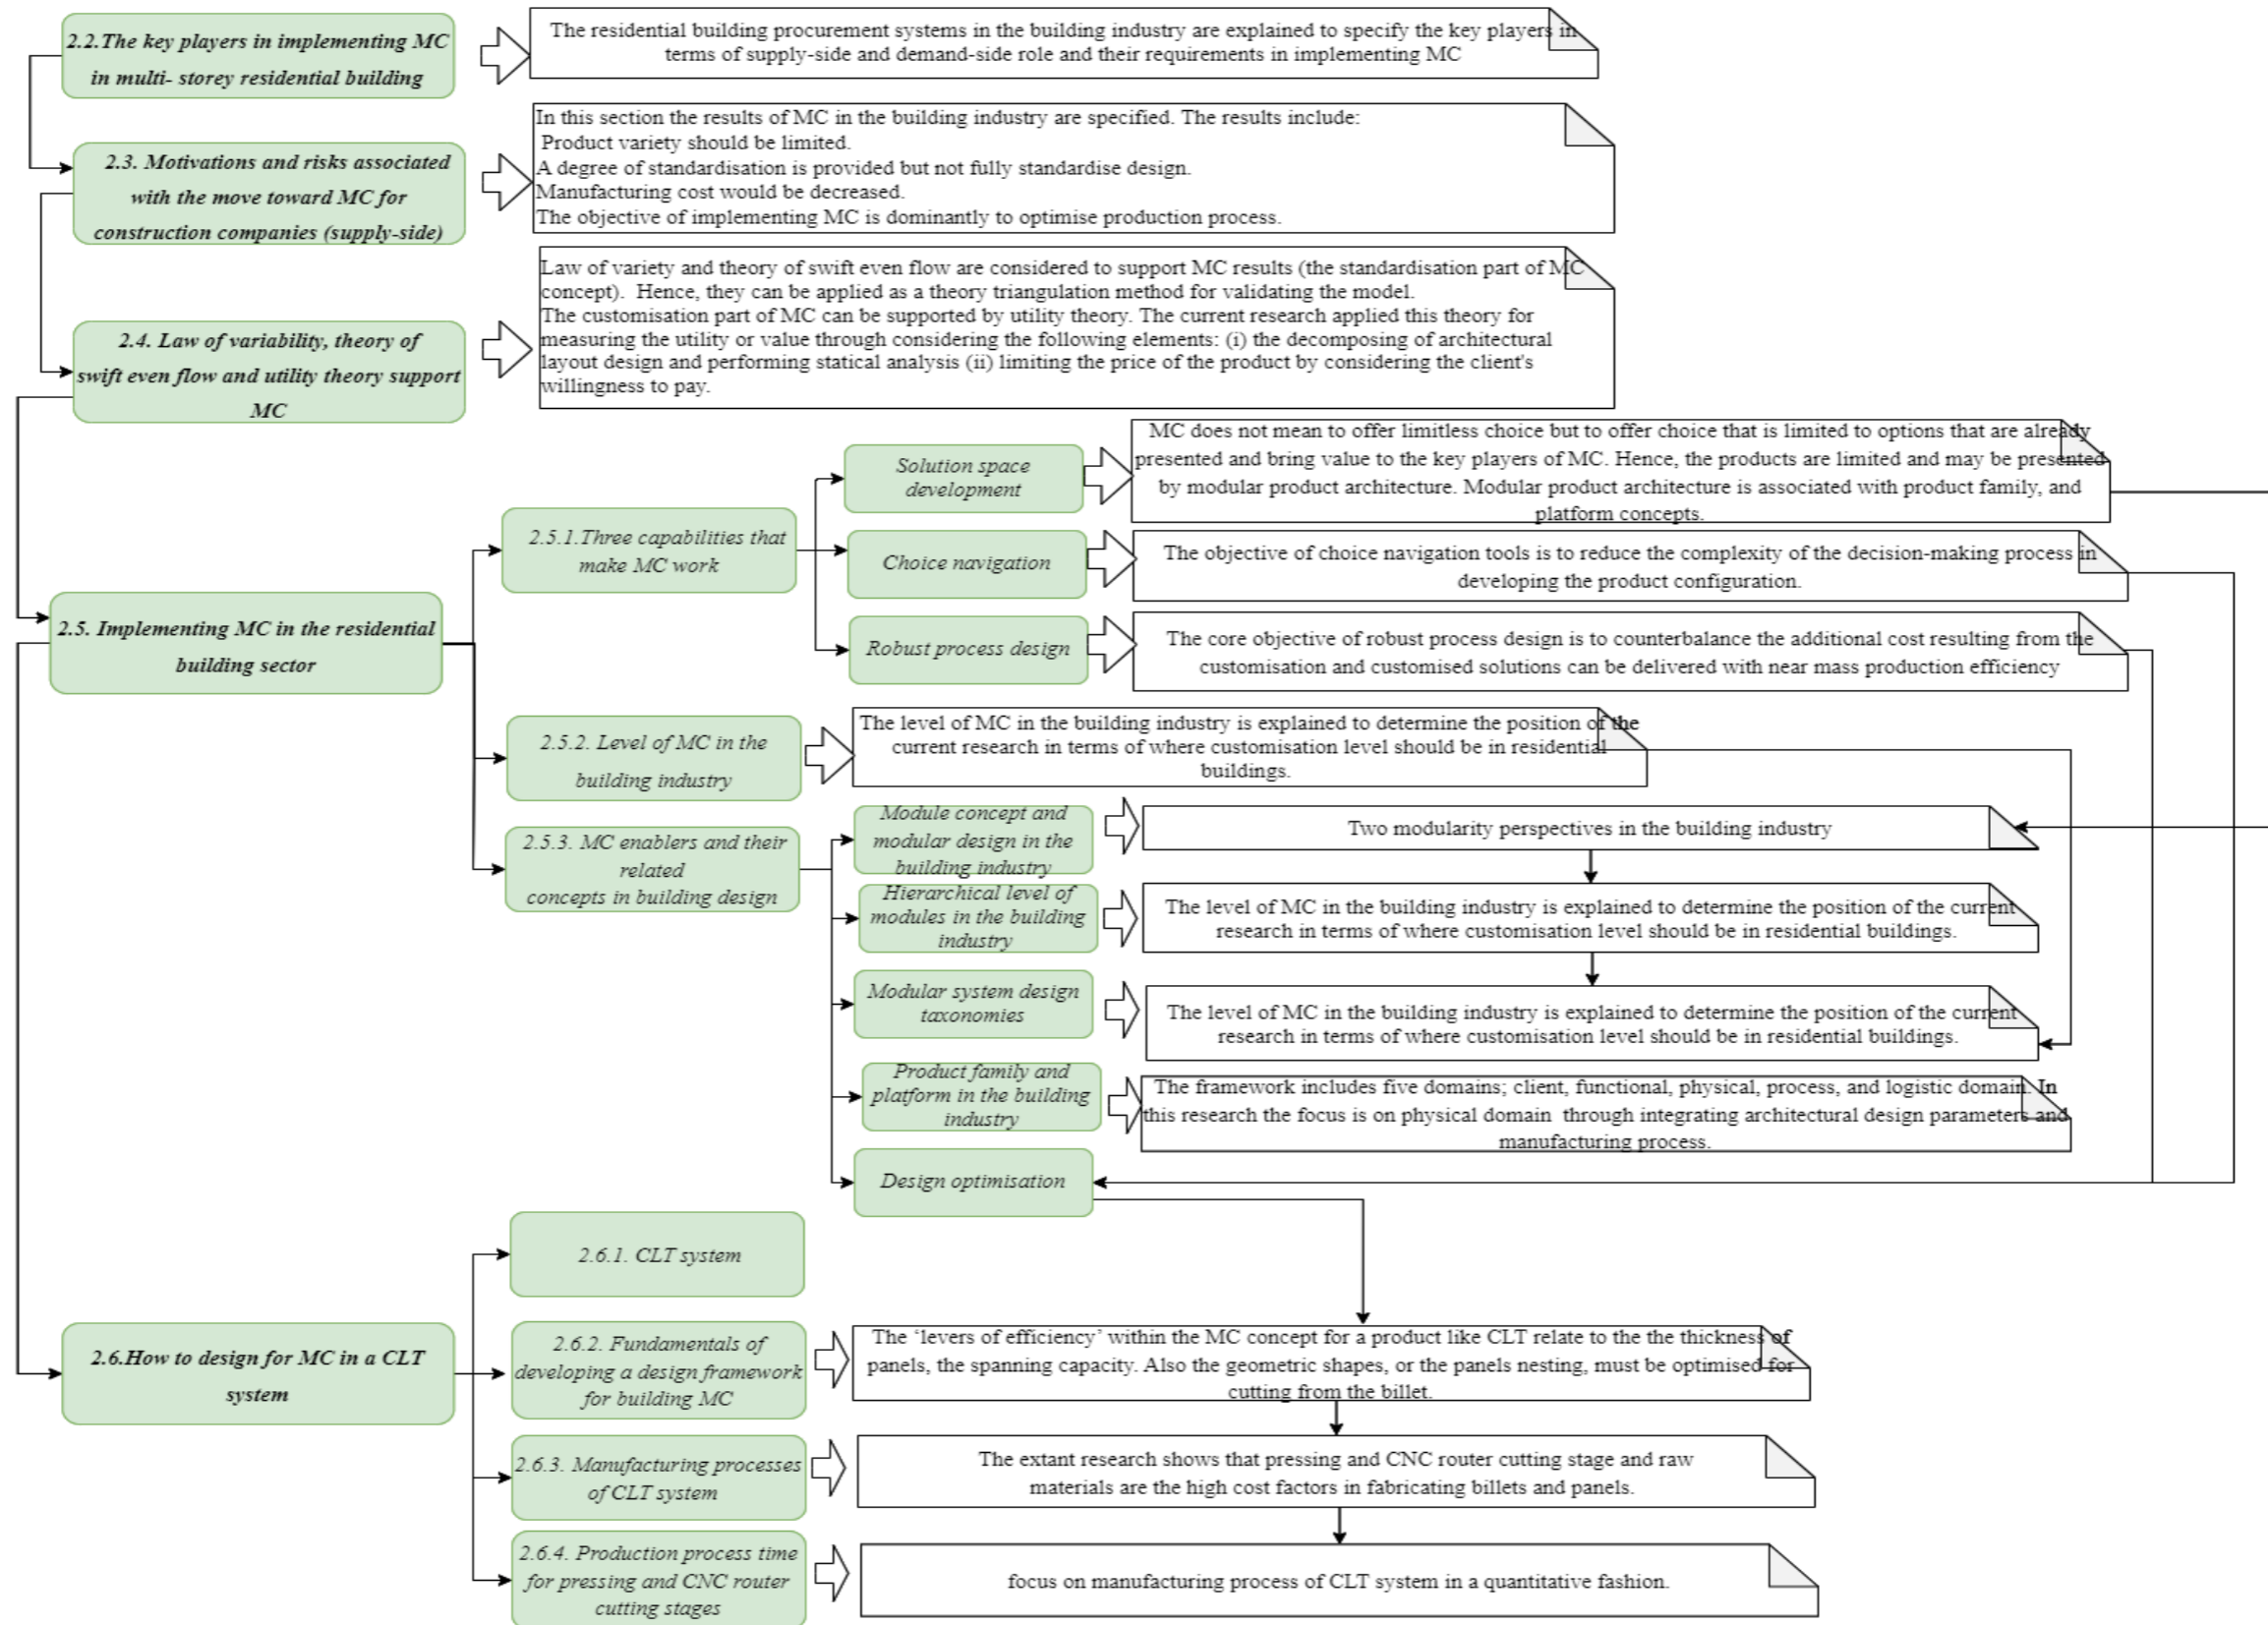 2.2.The key players in implementing MC
in multi- storey residential building
The residential building procurement systems in the building industry are explained to specify the key players in
terms of supply-side and demand-side role and their requirements in implementing MC
2.3. Motivations and risks associated
with the move toward MC for
construction companies (supply-side)
In this section the results of MC in the building industry are specified. The results include:
Product variety should be limited.
A degree of standardisation is provided but not fully standardise design.
Manufacturing cost would be decreased.
The objective of implementing MC is dominantly to optimise production process.
2.4. Law of variability, theory of
swift even flow and utility theory support
MC
Law of variety and theory of swift even flow are considered to support MC results (the standardisation part of MC
concept). Hence, they can be applied as a theory triangulation method for validating the model.
The customisation part of MC can be supported by utility theory. The current research applied this theory for
measuring the utility or value through considering the following elements: (i) the decomposing of architectural
layout design and performing statical analysis (ii) limiting the price of the product by considering the client's
willingness to pay.
2.5. Implementing MC in the residential
building sector
2.5.1.Three capabilities that
make MC work
Solution space
development
MC does not mean to offer limitless choice but to offer choice that is limited to options that are already
presented and bring value to the key players of MC. Hence, the products are limited and may be presented
by modular product architecture. Modular product architecture is associated with product family, and
platform concepts.
Choice navigation
The objective of choice navigation tools is to reduce the complexity of the decision-making process in
developing the product configuration.
Robust process design
The core objective of robust process design is to counterbalance the additional cost resulting from the
customisation and customised solutions can be delivered with near mass production efficiency
2.5.2. Level of MC in the
building industry
The level of MC in the building industry is explained to determine the position of the
current research in terms of where customisation level should be in residential
buildings.
2.5.3. MC enablers and their
related
concepts in building design
Module concept and
modular design in the
building industry
Two modularity perspectives in the building industry
Hierarchical level of
modules in the building
industry
The level of MC in the building industry is explained to determine the position of the current
research in terms of where customisation level should be in residential buildings.
Modular system design
taxonomies
The level of MC in the building industry is explained to determine the position of the current
research in terms of where customisation level should be in residential buildings.
Product family and
platform in the building
industry
The framework includes five domains; client, functional, physical, process, and logistic domain. In
this research the focus is on physical domain through integrating architectural design parameters and
manufacturing process.
Design optimisation
2.6.How to design for MC in a CLT
system
2.6.1. CLT system
2.6.2. Fundamentals of
developing a design framework
for building MC
The 'levers of efficiency' within the MC concept for a product like CLT relate to the the thickness of
panels, the spanning capacity. Also the geometric shapes, or the panels nesting, must be optimised for
cutting from the billet.
2.6.3. Manufacturing processes
of CLT system
The extant research shows that pressing and CNC router cutting stage and raw
materials are the high cost factors in fabricating billets and panels.
2.6.4. Production process time
for pressing and CNC router
cutting stages
focus on manufacturing process of CLT system in a quantitative fashion.